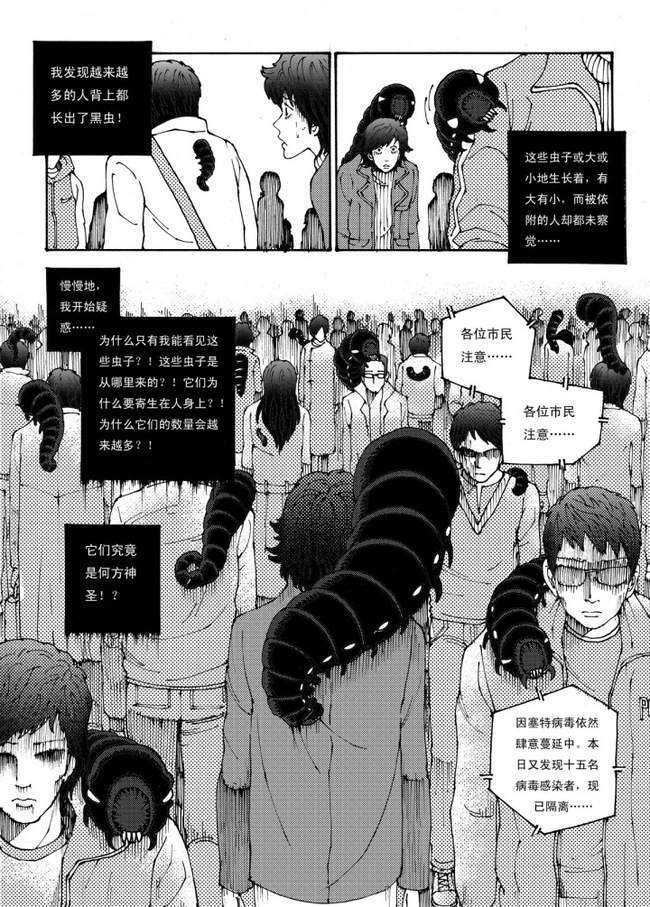 我发现越来越
多的人背上都
长出了黑虫！
这些虫子或大或
小地生长着，有
大有小，而被依
附的人却都未察
觉……
慢慢地，
我开始疑
惑……
为什么只有我能看见这
些虫子？！这些虫子是
从哪里来的？！它们为
什么要寄生在人身上？！
为什么它们的数量会越
来越多？！
各位市民
注意……
各位市民
注意……
它们究竟
是何方神
圣！？
因塞特病毒依然
肆意蔓延中。本
日又发现十五名
病毒感染者，现
已隔离……